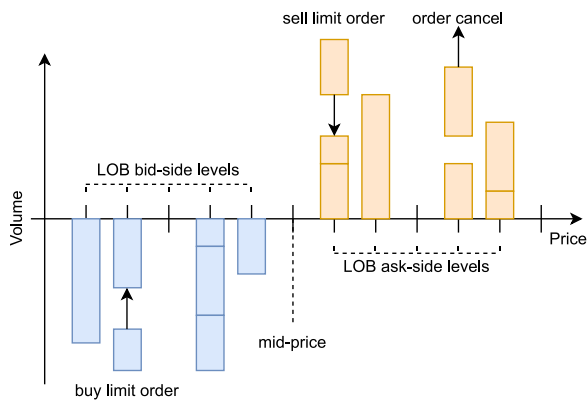 sell limit order
order cancel
LOB bid-side levels
Volume
Price
LOB ask-side levels
mid-price
buy limit order